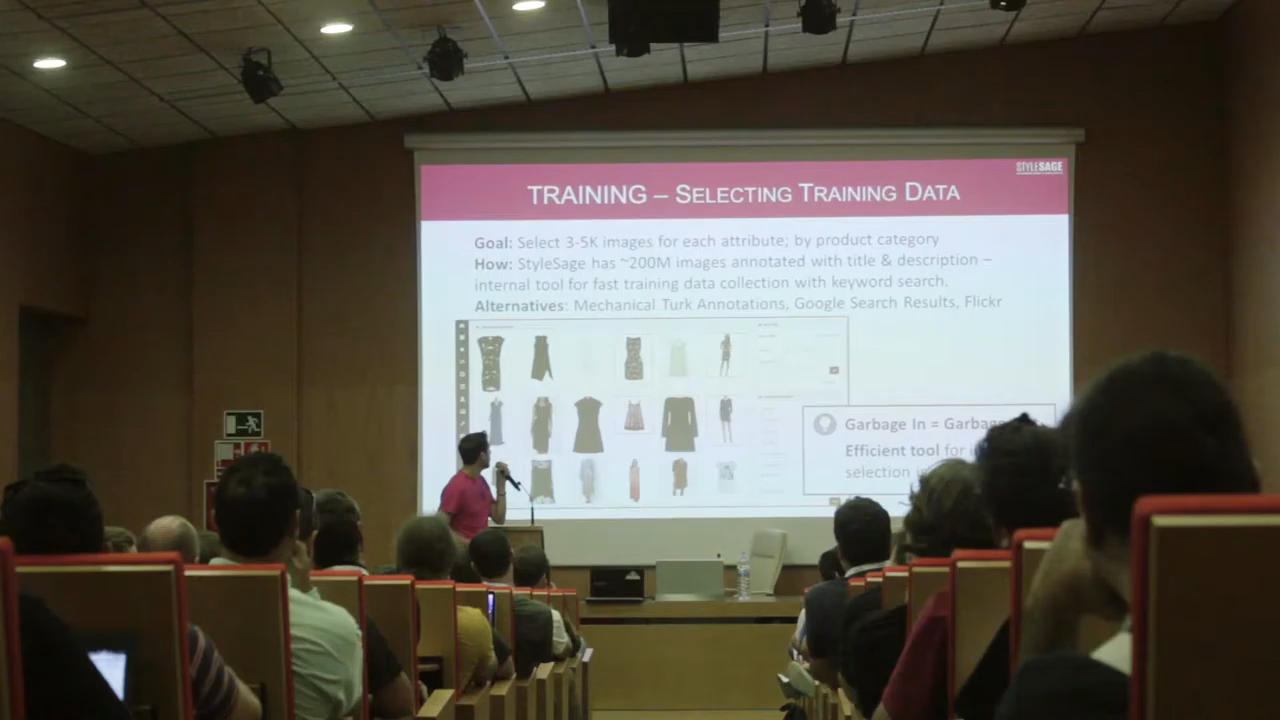 STYLESAGE
TRAINING – SELECTING TRAINING DATA
Goal: Select 3-5K images for each attribute; by product category
How: StyleSage has ~200M images annotated with title & description –
internal tool for fast training data collection with keyword search.
Alternatives: Mechanical Turk Annotations, Google Search Results, Flickr
Garbage In = Garbage
Efficient tool for
selection